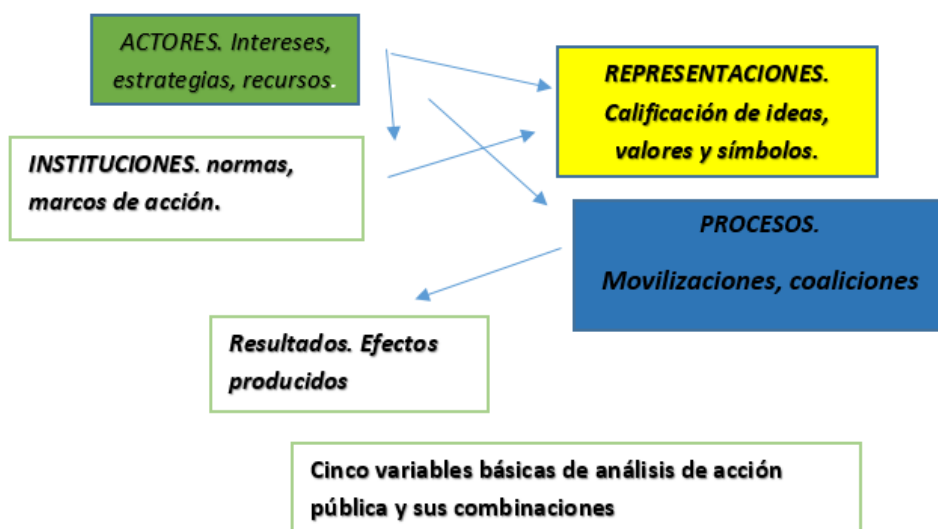 ACTORES. Intereses,
estrategias, recursos.
REPRESENTACIONES.
Calificación de ideas,
valores y símbolos.
INSTITUCIONES. normas,
marcos de acción.
PROCESOS.
Movilizaciones, coaliciones
Resultados. Efectos
producidos
Cinco variables básicas de análisis de acción
pública y sus combinaciones